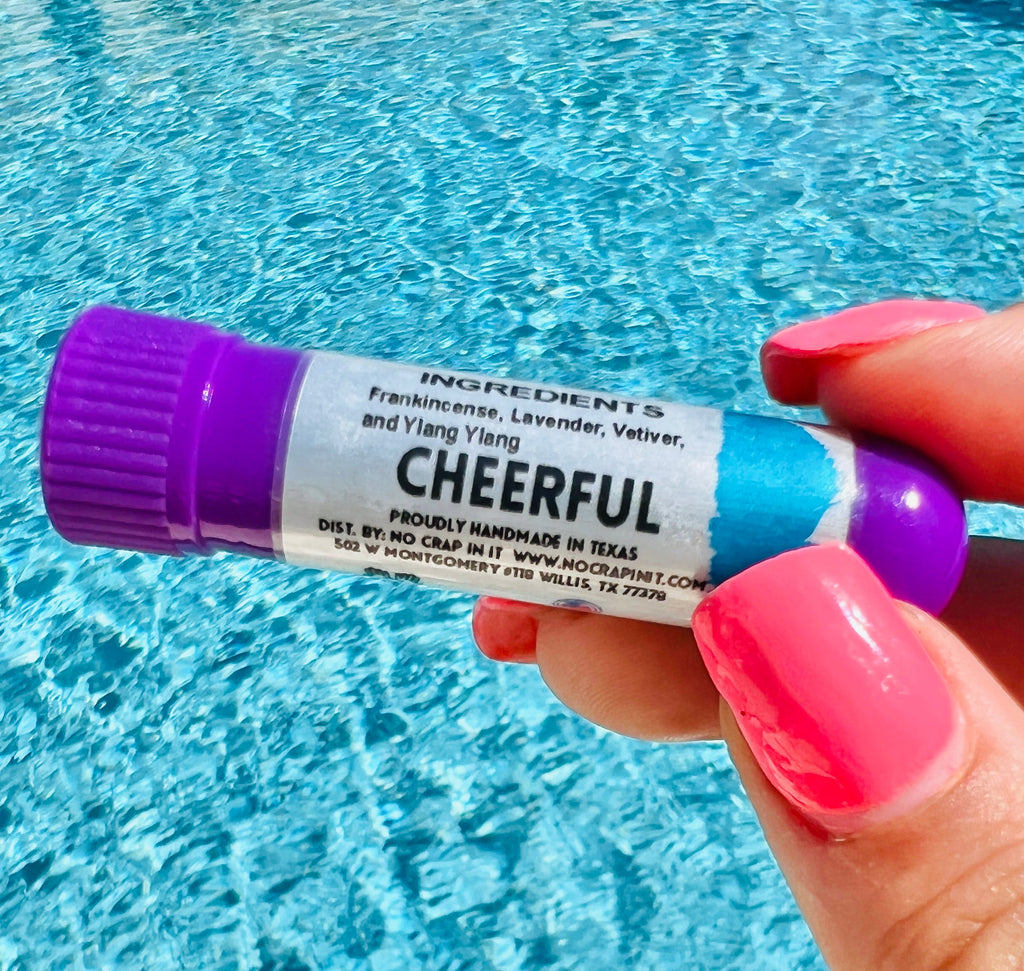 INGREDIENTS
Frankincense, Lavender, Vetiver,
and Ylang Ylang
CHEERFUL
PROUDLY HANDMADE IN TEXAS
DIST. BY: NO CRAP IN IT WWW.NOCRAPINIT.COM
502 W MONTGOMERY #118 WILLIS, TX 77378